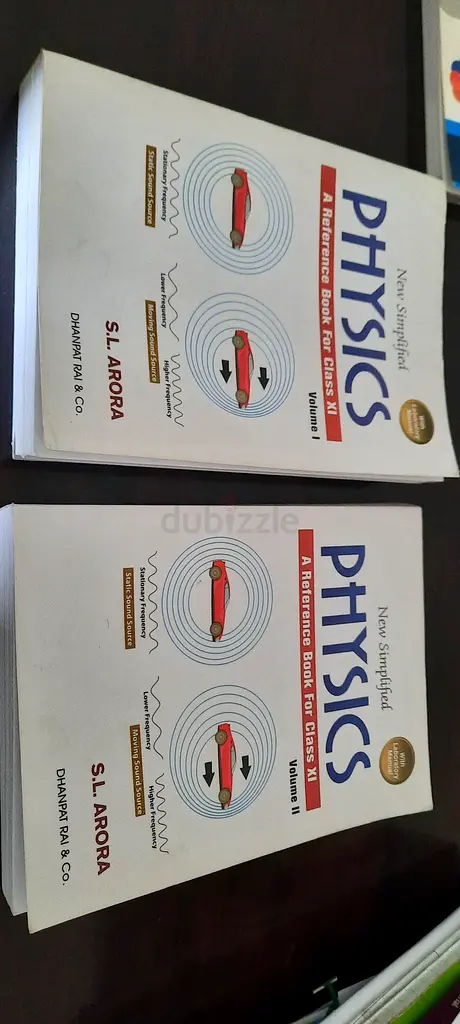 New Simplified
PHYSICS
With
Laboratory
Manual
A Reference Book For Class XI
Volume I
Stationary Frequency
Static Sound Source
Lower Frequency
Higher Frequency
Moving Sound Source
S.L. ARORA
DHANPAT RAI & Co.
dubizzle
New Simplified
PHYSICS
With
Laboratory
Manual
A Reference Book For Class XI
Volume II
Stationary Frequency
Static Sound Source
Lower Frequency
Higher Frequency
Moving Sound Source
S.L. ARORA
DHANPAT RAI & Co.